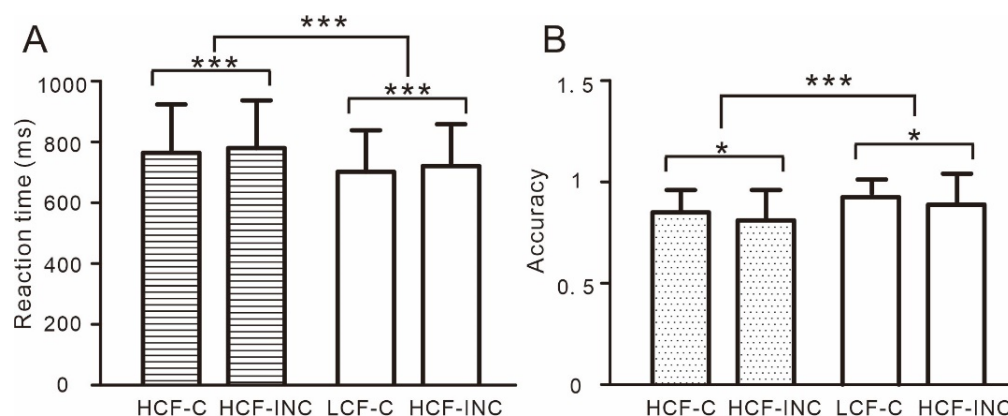 A
***
***
***
Reaction time (ms)
1000
800
600
400
200
0
HCF-C HCF-INC LCF-C HCF-INC
B
***
*
*
Accuracy
1.5
1
0.5
0
HCF-C HCF-INC LCF-C HCF-INC